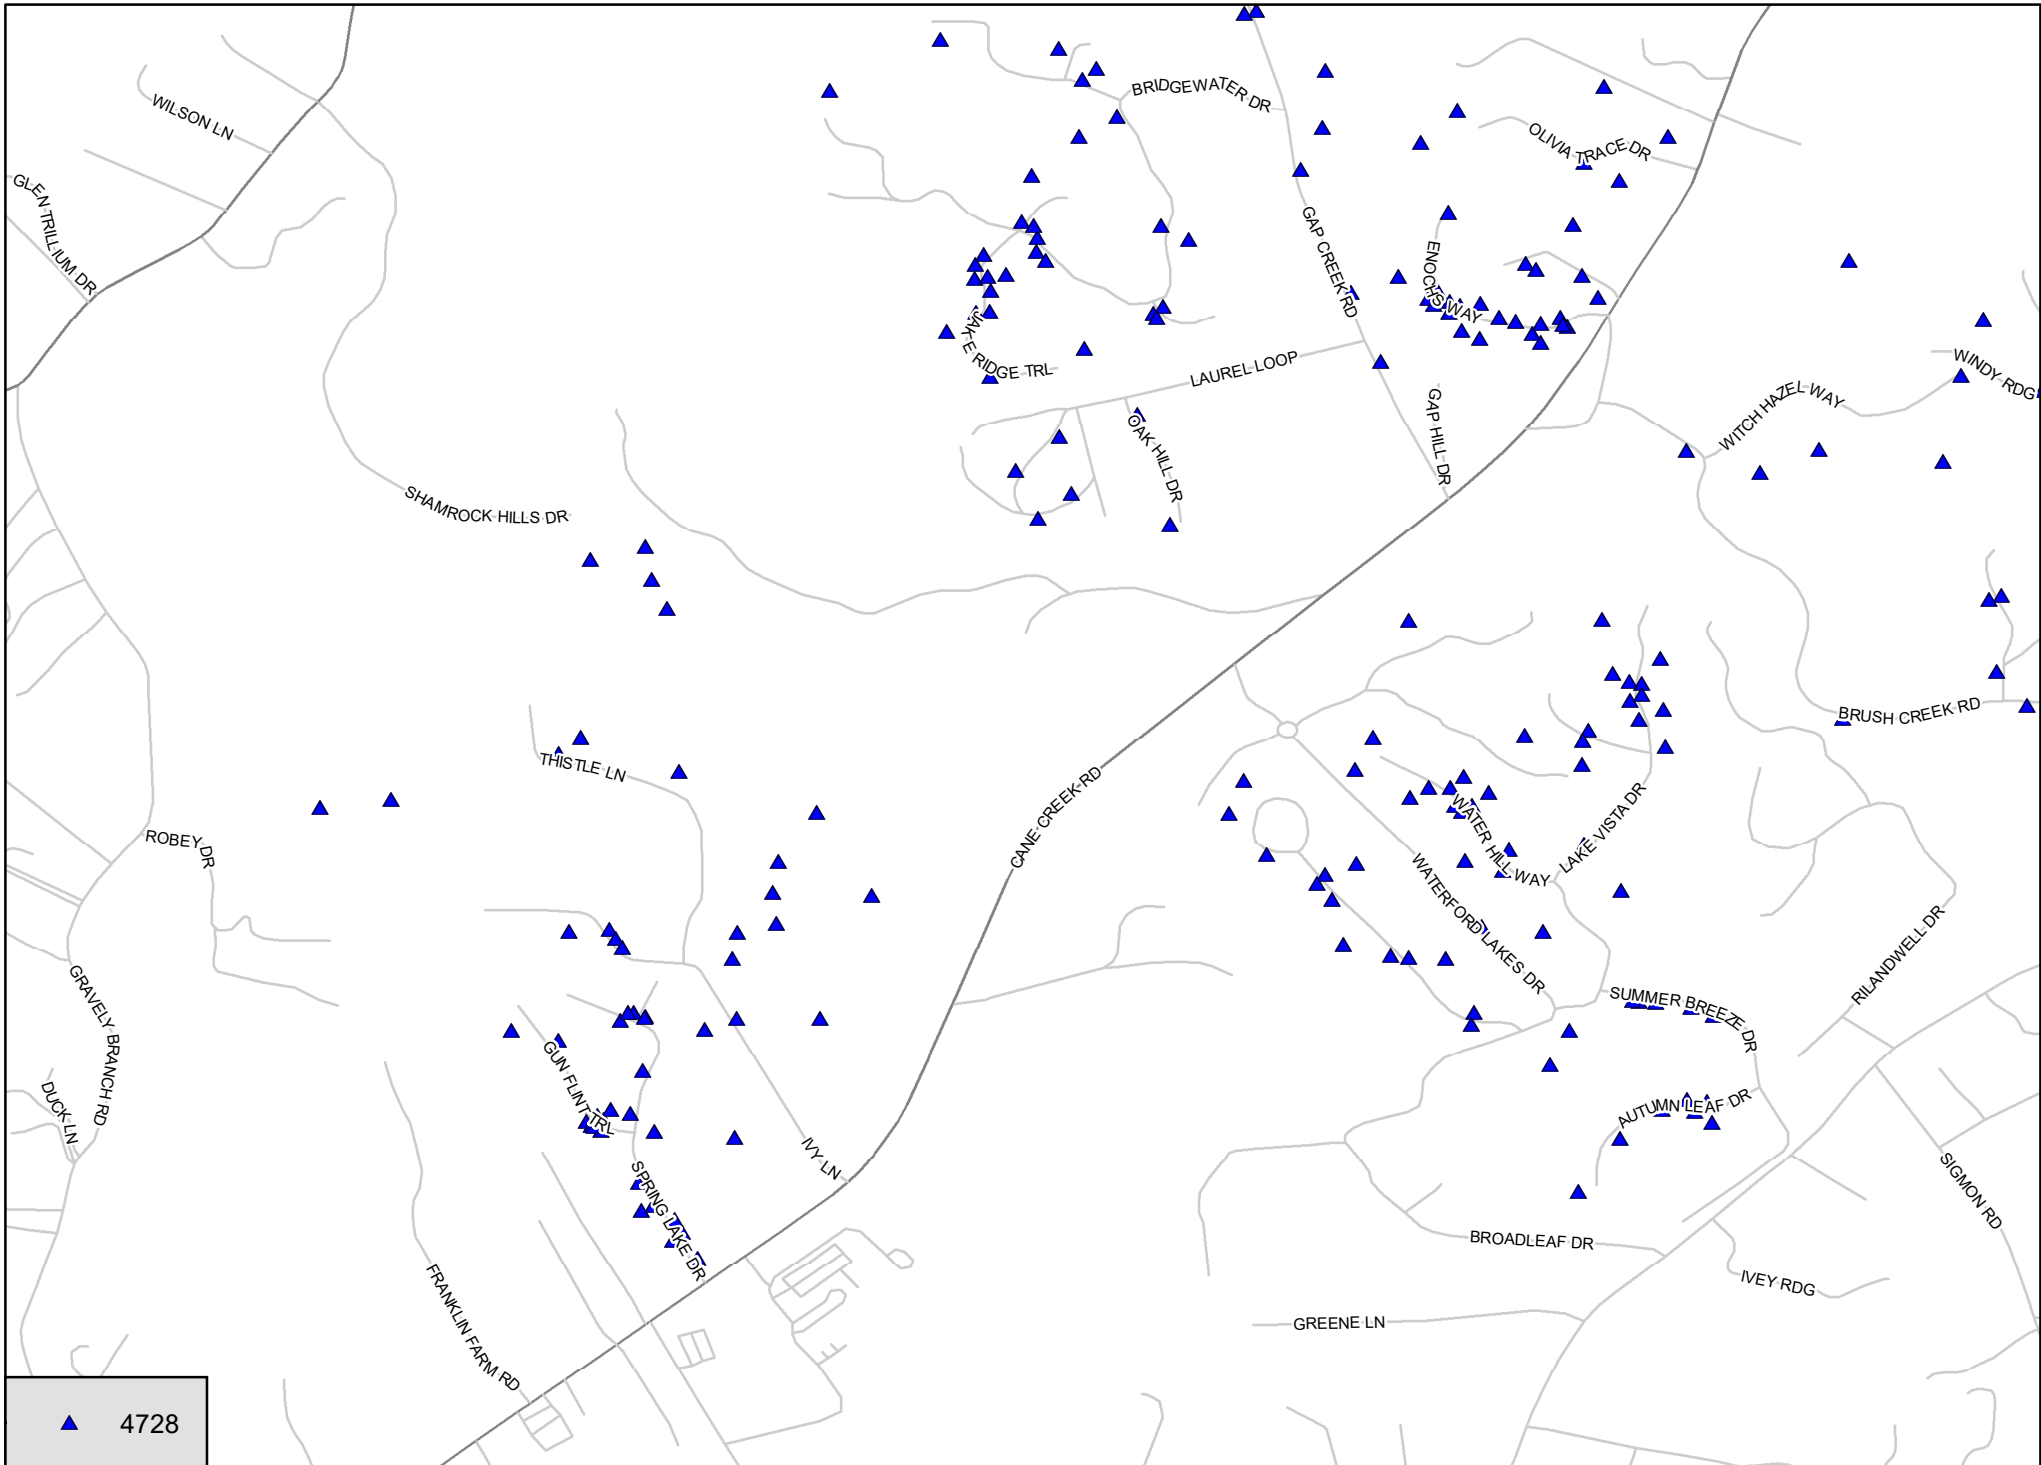 BRIDGEWATER DR
WILSON LN
OLIVIA TRACE DR
GLEN TRILLIUM DR
GAP CREEK RD
ENOCHS WAY
JAKE RIDGE TRL
LAUREL LOOP
WINDY RDG
WITCH HAZEL WAY
GAP HILL DR
OAK HILL DR
SHAMROCK HILLS DR
BRUSH CREEK RD
THISTLE LN
CANE CREEK RD
WATER HILL WAY
LAKE VISTA DR
ROBEY DR
WATERFORD LAKES DR
RILANDWELL DR
GRAVELY BRANCH RD
SUMMER BREEZE DR
GUN FLINT TRL
DUCK LN
AUTUMN LEAF DR
IVY LN
SPRING LAKE DR
SIGMON RD
BROADLEAF DR
IVEY RDG
FRANKLIN FARM RD
GREENE LN
4728